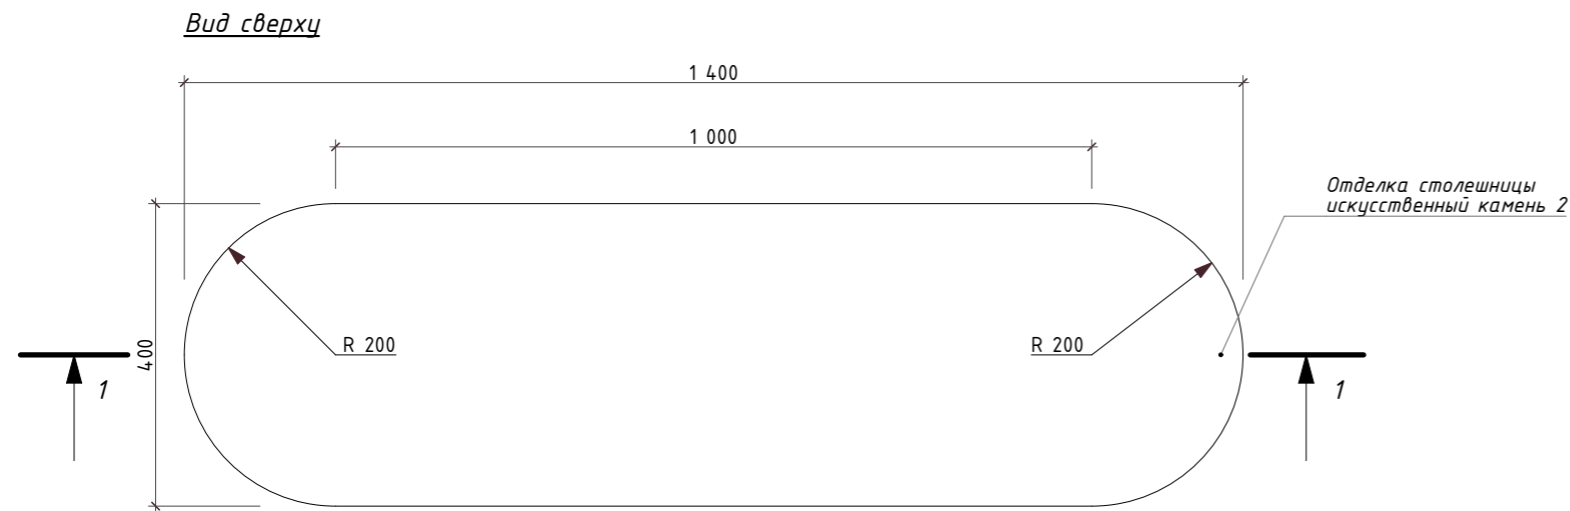 Вид сверху
1 400
1 000
Отделка столешницы
искусственный камень 2
400
R 200
R 200
1
1